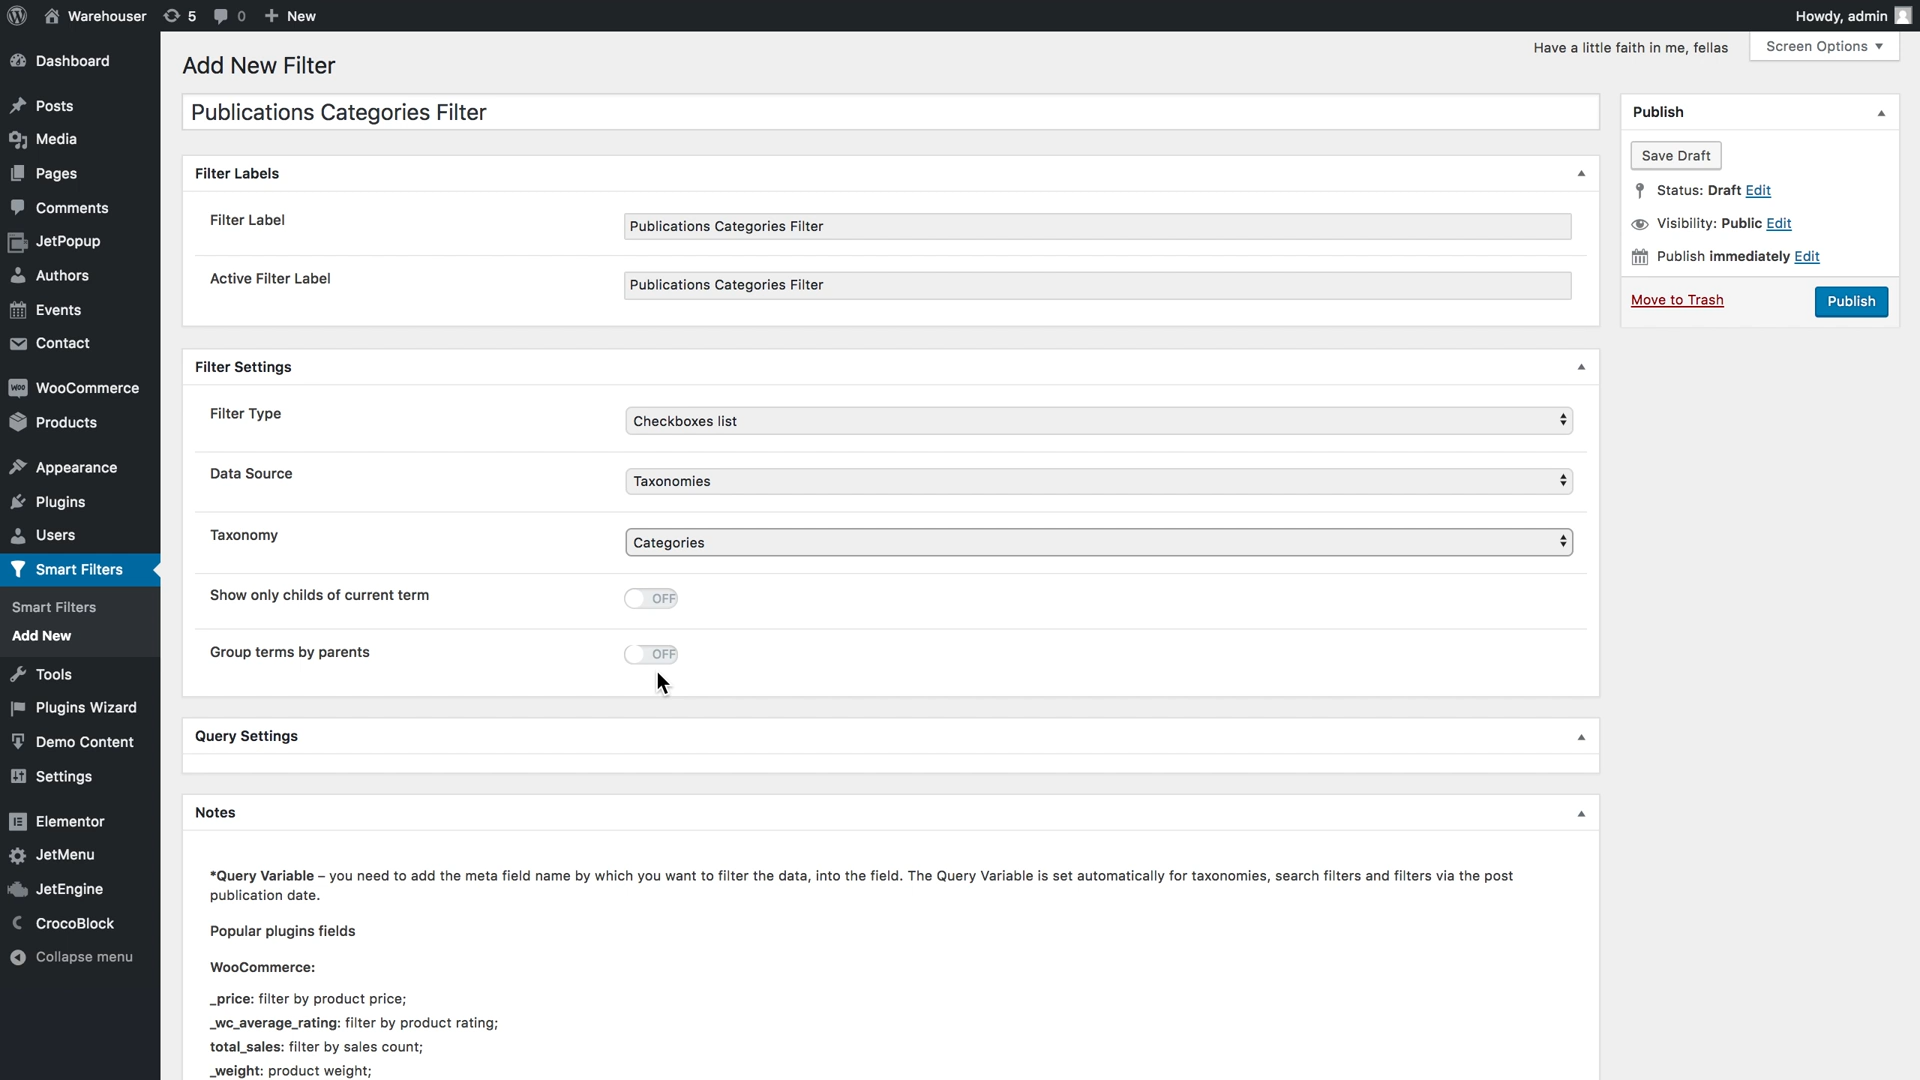 Warehouser 5 0 New Howdy, admin
Have a little faith in me, fellas Screen Options
Dashboard
Posts
Media
Pages
Comments
JetPopup
Authors
Events
Contact
WooCommerce
Products
Appearance
Plugins
Users
Smart Filters
Smart Filters
Add New
Tools
Plugins Wizard
Demo Content
Settings
Elementor
JetMenu
JetEngine
CrocoBlock
Collapse menu
Add New Filter
Publications Categories Filter
Filter Labels
Filter Label Publications Categories Filter
Active Filter Label Publications Categories Filter
Filter Settings
Filter Type Checkboxes list
Data Source Taxonomies
Taxonomy Categories
Show only childs of current term OFF
Group terms by parents OFF
Query Settings
Notes
*Query Variable – you need to add the meta field name by which you want to filter the data, into the field. The Query Variable is set automatically for taxonomies, search filters and filters via the post
publication date.
Popular plugins fields
WooCommerce:
_price: filter by product price;
_wc_average_rating: filter by product rating;
total_sales: filter by sales count;
_weight: product weight;
Publish
Save Draft
Status: Draft Edit
Visibility: Public Edit
Publish immediately Edit
Move to Trash Publish